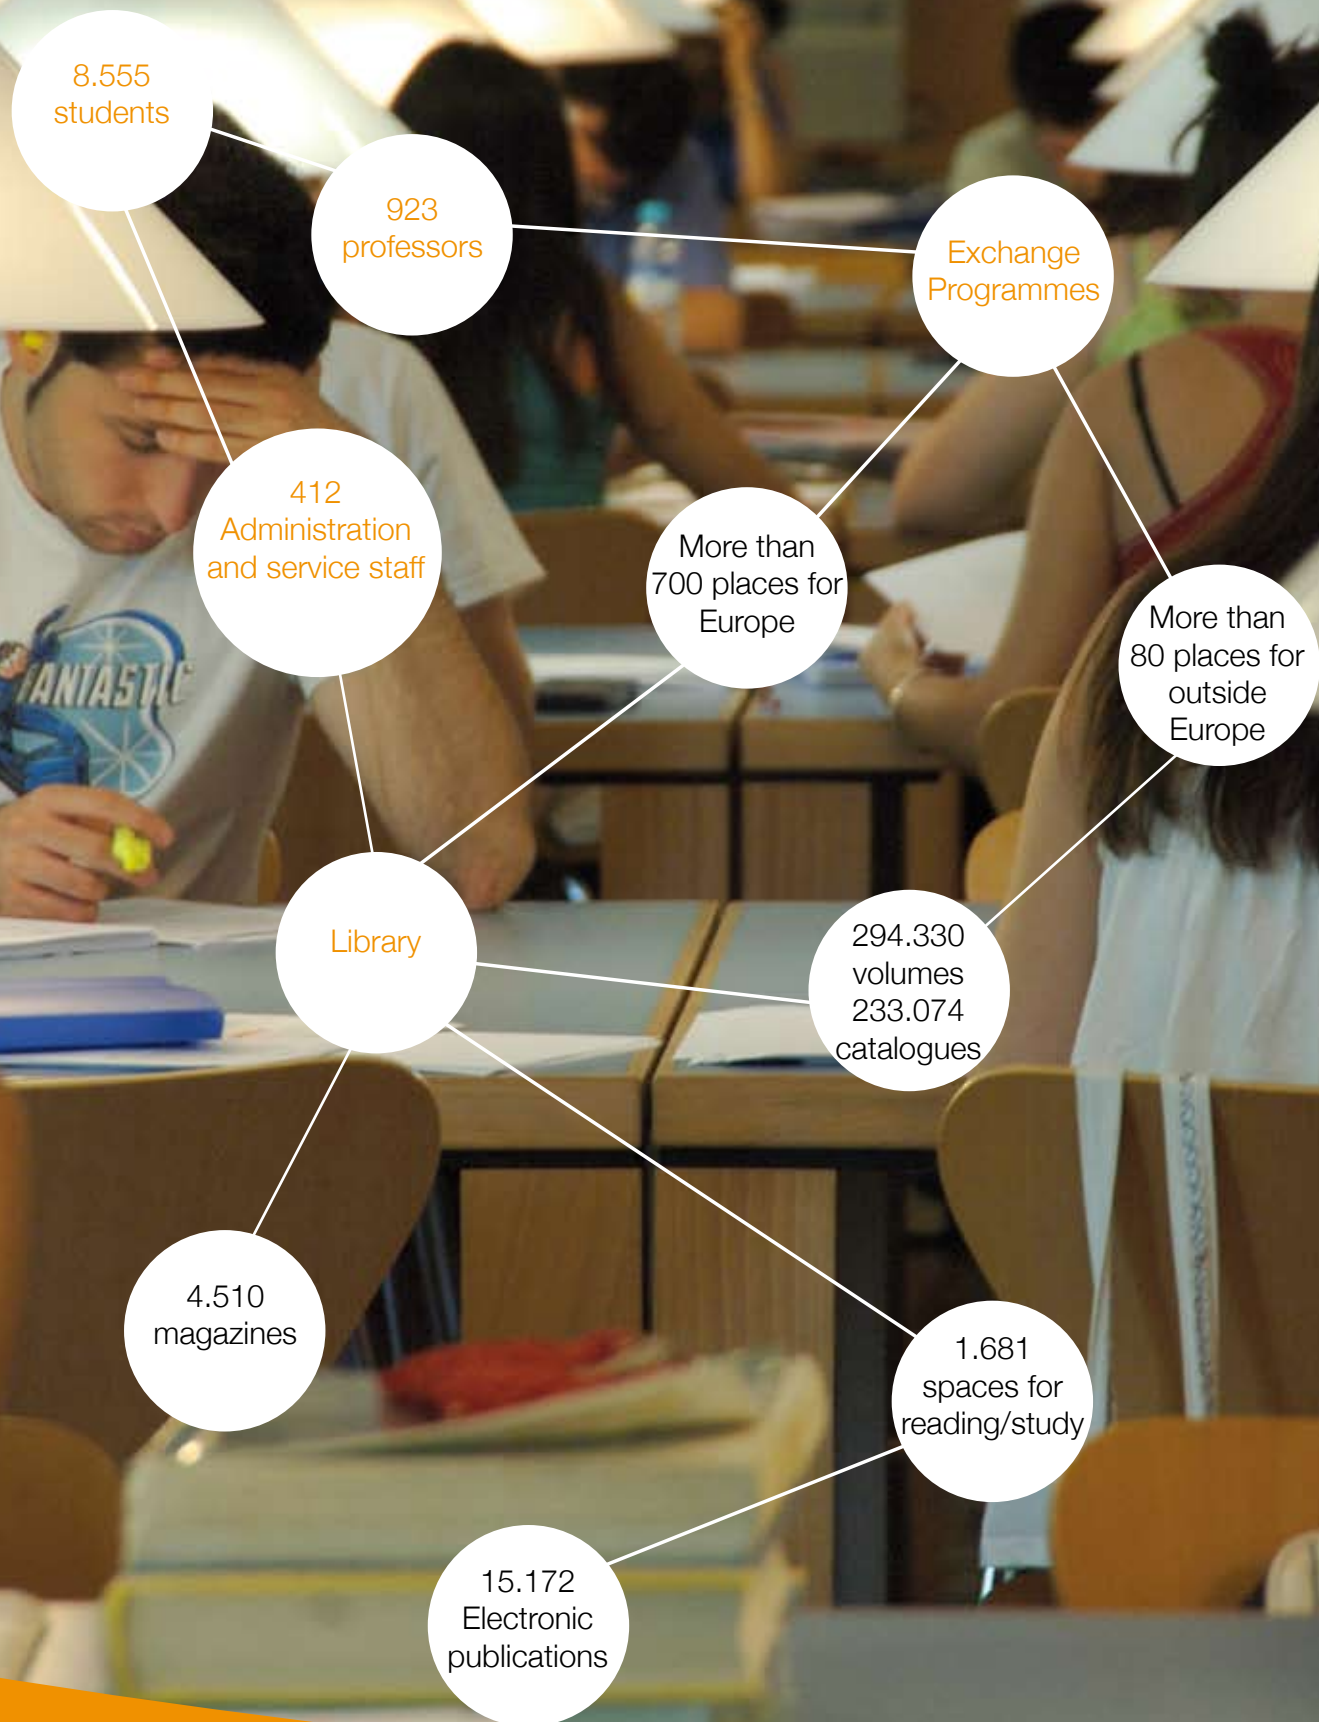 8.555
students
923
professors
Exchange
Programmes
412
Administration
and service staff
More than
700 places for
Europe
More than
80 places for
outside
Europe
FANTASTIC
Library
294.330
volumes
233.074
catalogues
4.510
magazines
1.681
spaces for
reading/study
15.172
Electronic
publications